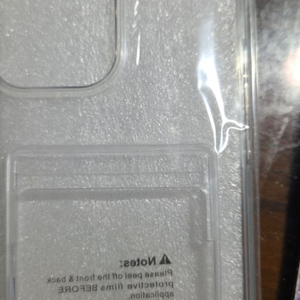 ⚠ Notes:
Please peel off the front & back
protective films BEFORE
application.